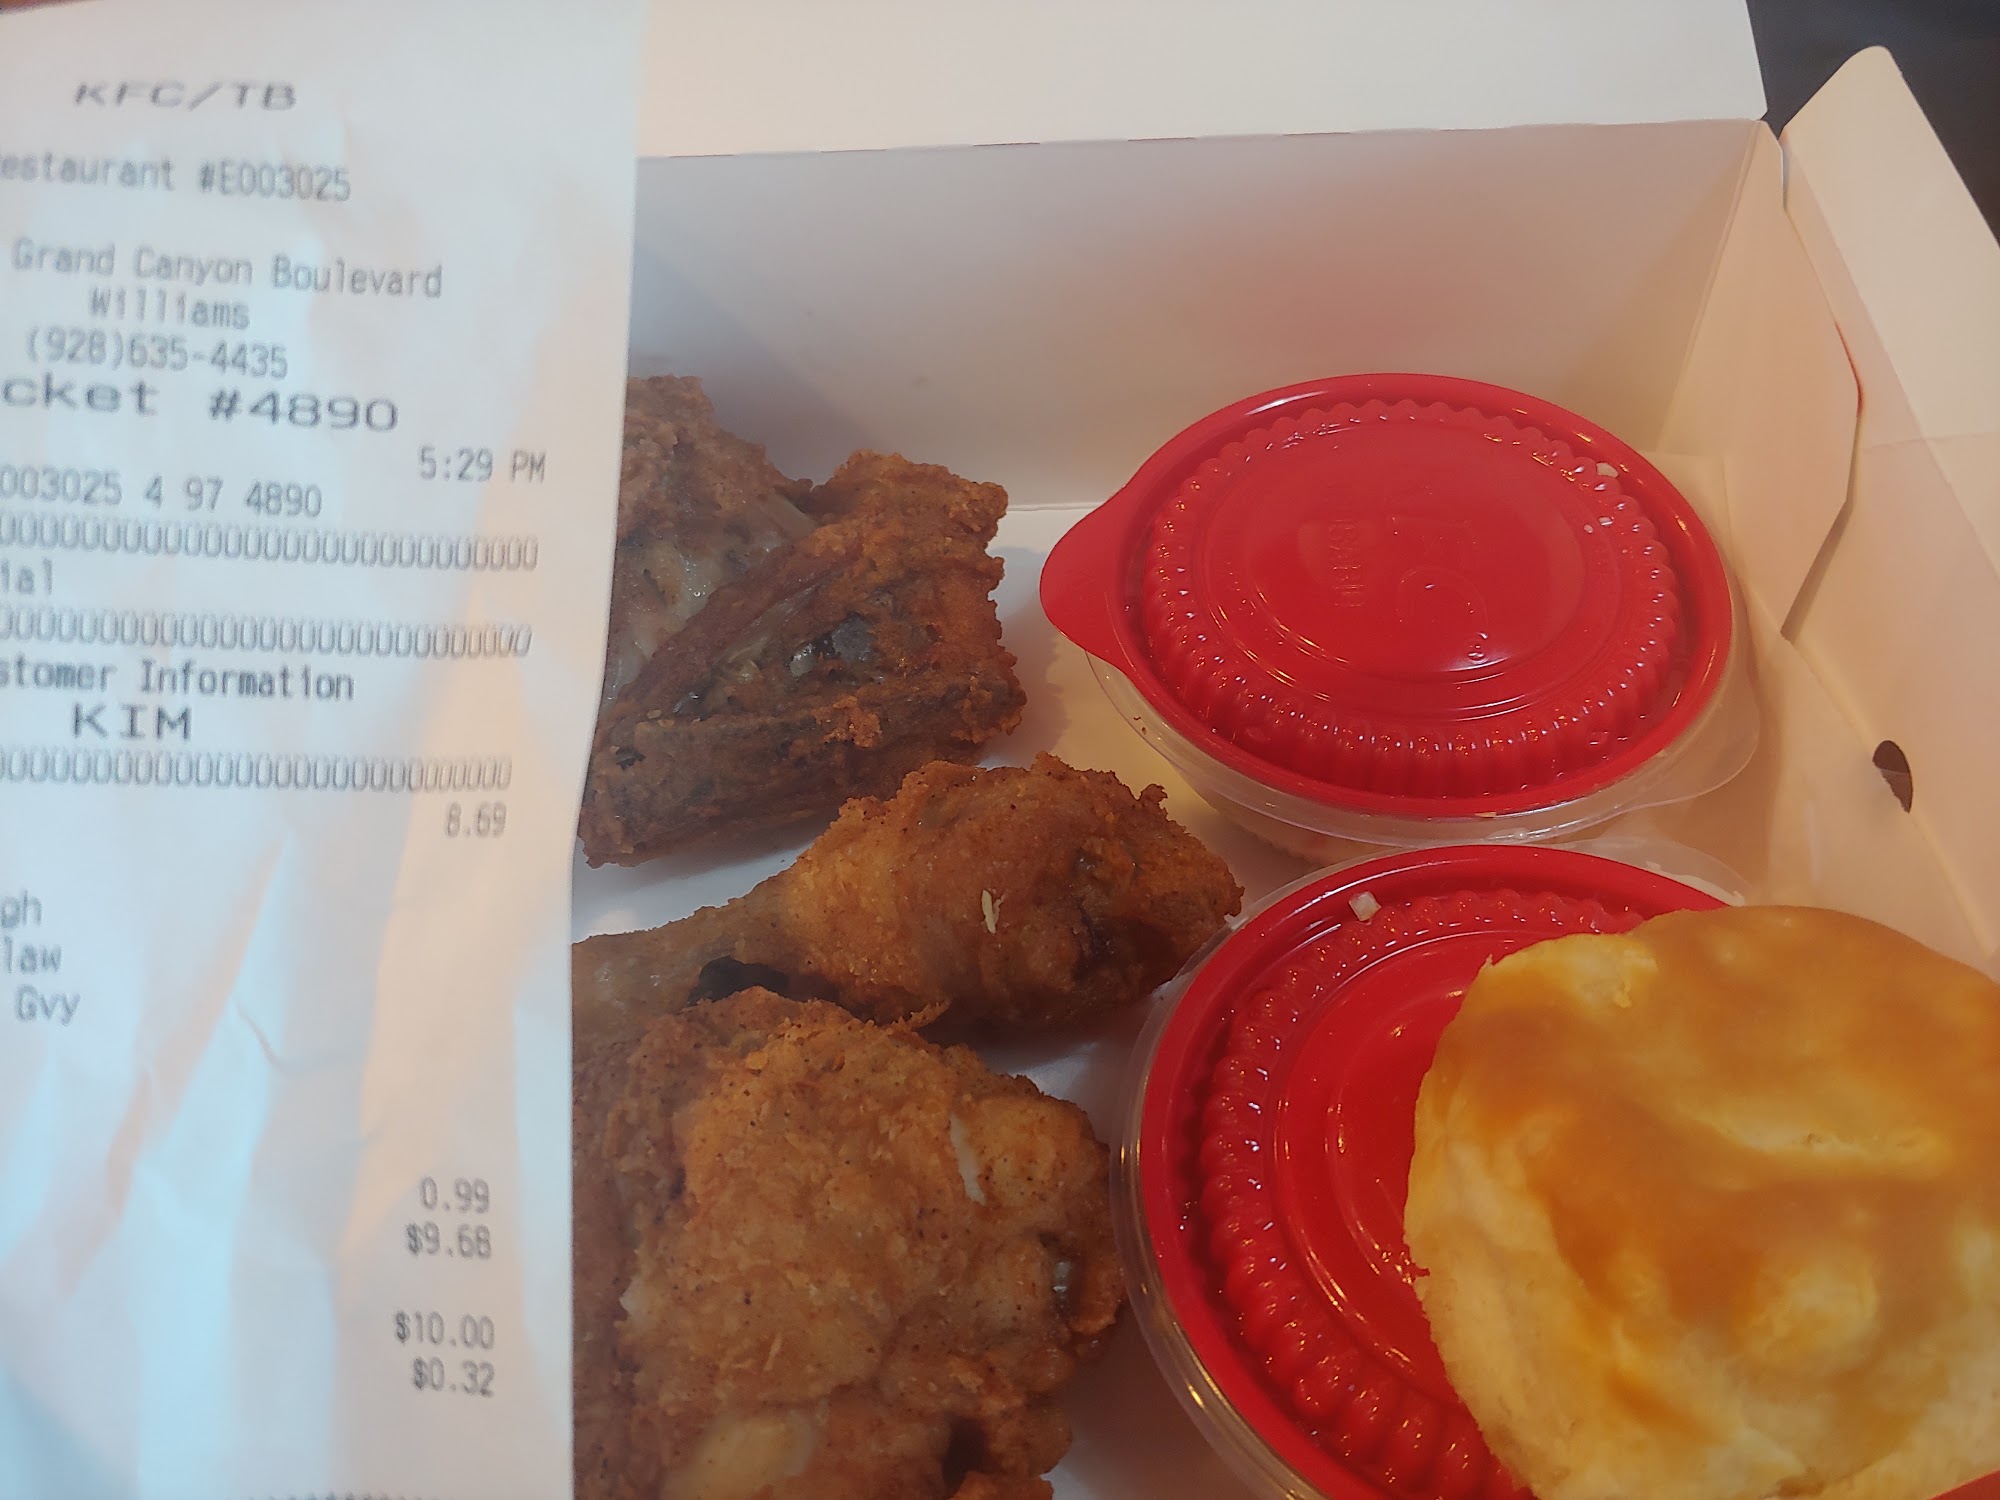 KFC/TB
estaurant #E003025
Grand Canyon Boulevard
Williams
(928)635-4435
cket #4890
5:29 PM
003025 4 97 4890
ial
stomer Information
KIM
8.69
gh
law
Gvy
0.99
$9.68
$10.00
$0.32